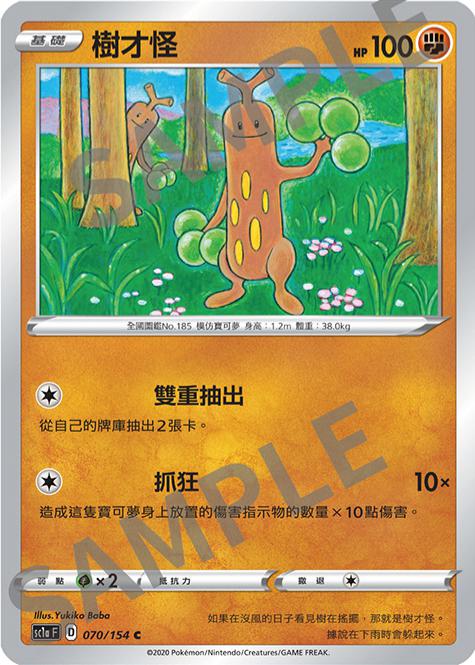 基礎 樹才怪 HP 100
全國圖鑑No.185 模仿寶可夢 身高：1.2m 體重：38.0kg
雙重抽出
從自己的牌庫抽出2張卡。
抓狂 10×
造成這隻寶可夢身上放置的傷害指示物的數量×10點傷害。
弱點 ×2 抵抗力 撤退
Illus.Yukiko Baba
如果在沒風的日子看見樹在搖擺，那就是樹才怪。
據說在下雨時會躲起來。
sc1a F D 070/154 C
©2020 Pokémon/Nintendo/Creatures/GAME FREAK.
SAMPLE
SAMPLE